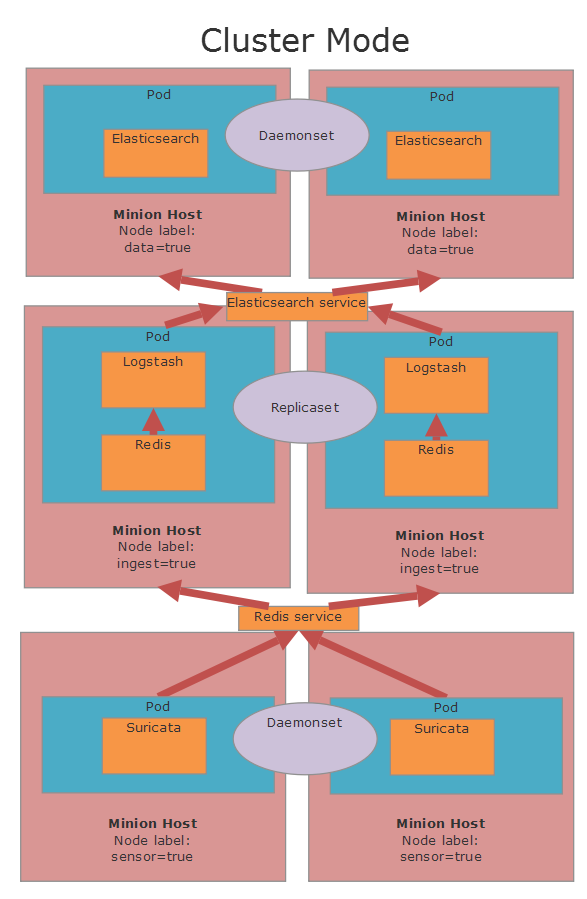 Cluster Mode
Pod
Elasticsearch
Minion Host
Node label:
data=true
Daemonset
Pod
Elasticsearch
Minion Host
Node label:
data=true
Elasticsearch service
Pod
Logstash
Redis
Minion Host
Node label:
ingest=true
Replicaset
Pod
Logstash
Redis
Minion Host
Node label:
ingest=true
Redis service
Pod
Suricata
Minion Host
Node label:
sensor=true
Daemonset
Pod
Suricata
Minion Host
Node label:
sensor=true